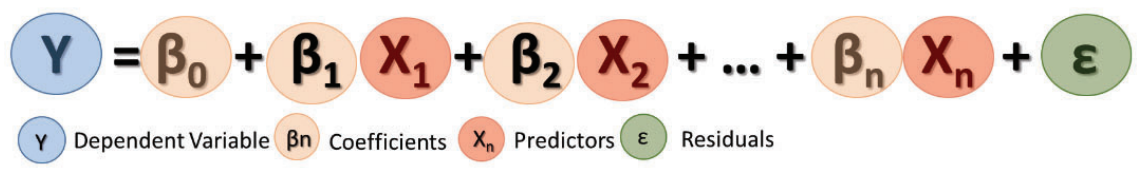 Y = β₀ + β₁ X₁ + β₂ X₂ + ... + βₙ Xₙ + ε
Y Dependent Variable βn Coefficients Xₙ Predictors ε Residuals